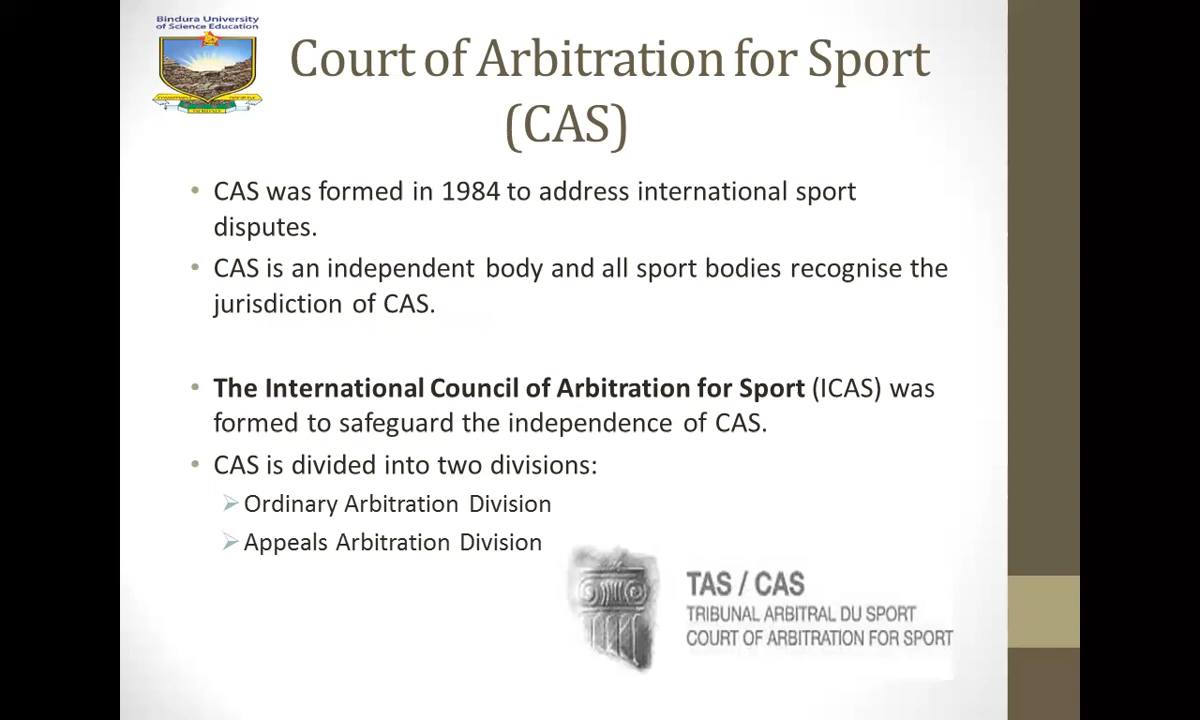 Bindura University
of Science Education
Court of Arbitration for Sport
(CAS)
• CAS was formed in 1984 to address international sport
disputes.
• CAS is an independent body and all sport bodies recognise the
jurisdiction of CAS.
• The International Council of Arbitration for Sport (ICAS) was
formed to safeguard the independence of CAS.
• CAS is divided into two divisions:
Ordinary Arbitration Division
Appeals Arbitration Division
TAS / CAS
TRIBUNAL ARBITRAL DU SPORT
COURT OF ARBITRATION FOR SPORT